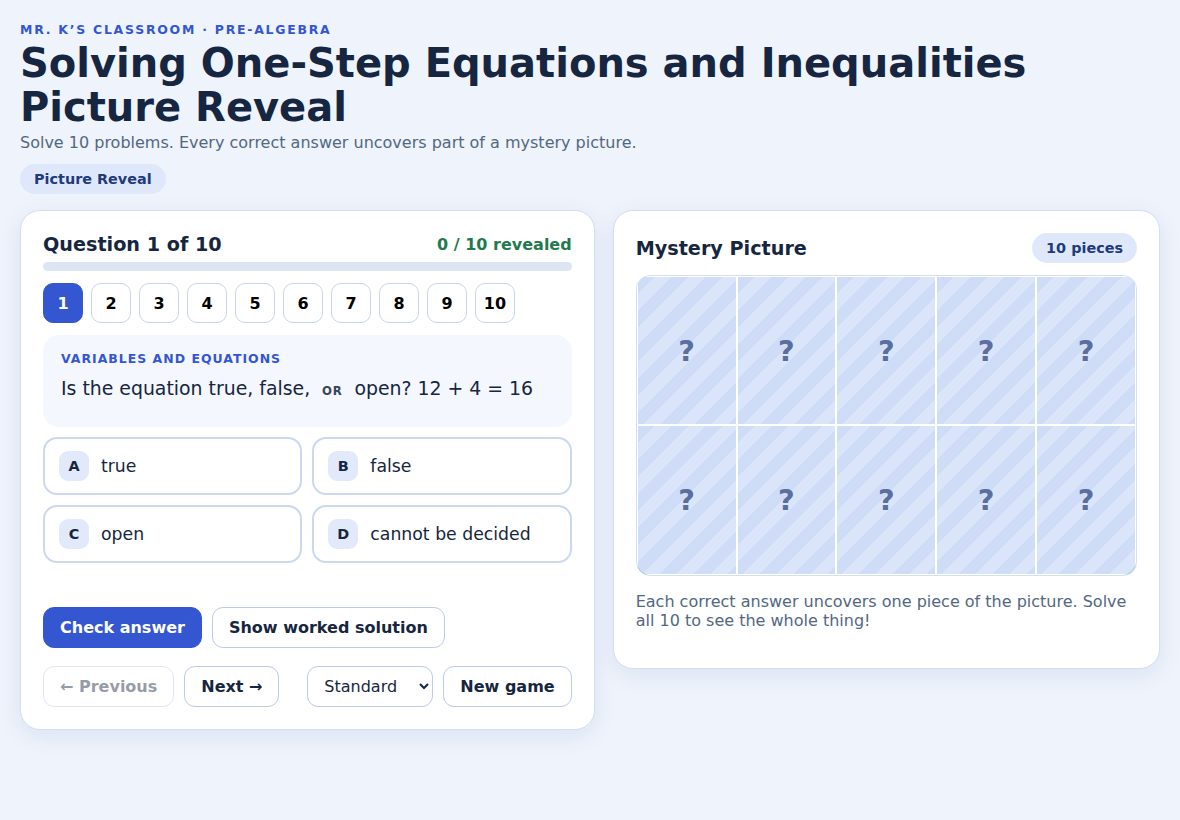 MR. K’S CLASSROOM · PRE-ALGEBRA
Solving One-Step Equations and Inequalities
Picture Reveal
Solve 10 problems. Every correct answer uncovers part of a mystery picture.
Picture Reveal
Question 1 of 10
0 / 10 revealed
1 2 3 4 5 6 7 8 9 10
VARIABLES AND EQUATIONS
Is the equation true, false, OR open? 12 + 4 = 16
A true
B false
C open
D cannot be decided
Check answer
Show worked solution
← Previous
Next →
Standard
New game
Mystery Picture
10 pieces
? ? ? ? ?
? ? ? ? ?
Each correct answer uncovers one piece of the picture. Solve
all 10 to see the whole thing!